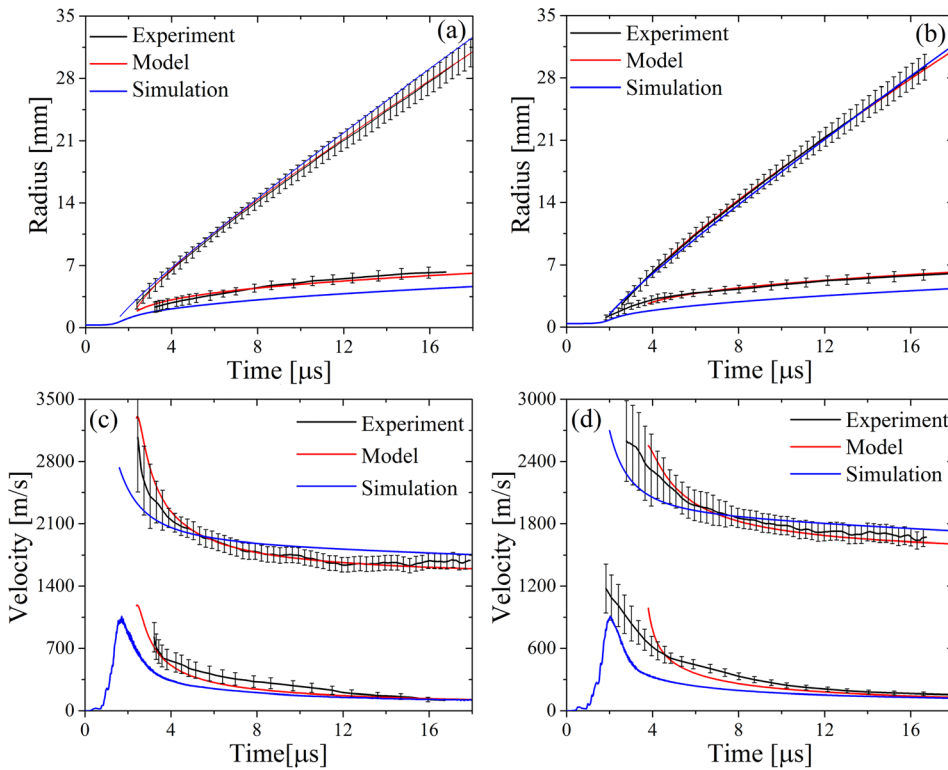 35
28
21
14
7
0
Radius [mm]
(a)
Experiment
Model
Simulation
0 4 8 12 16
Time [μs]
35
28
21
14
7
0
Radius [mm]
(b)
Experiment
Model
Simulation
0 4 8 12 16
Time [μs]
3500
2800
2100
1400
700
0
Velocity [m/s]
(c)
Experiment
Model
Simulation
0 4 8 12 16
Time[μs]
3000
2400
1800
1200
600
0
Velocity [m/s]
(d)
Experiment
Model
Simulation
0 4 8 12 16
Time [μs]